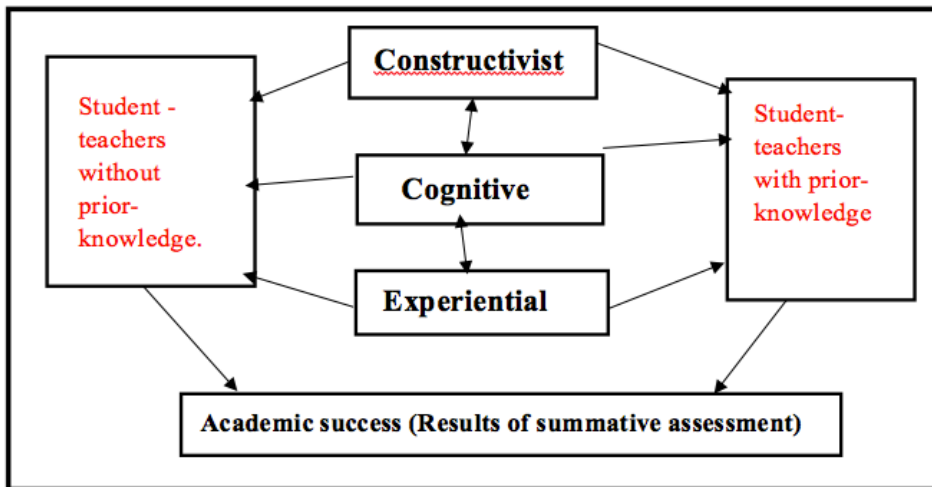 Constructivist
Student -
teachers
without
prior-
knowledge.
Student-
teachers
with prior-
knowledge
Cognitive
Experiential
Academic success (Results of summative assessment)